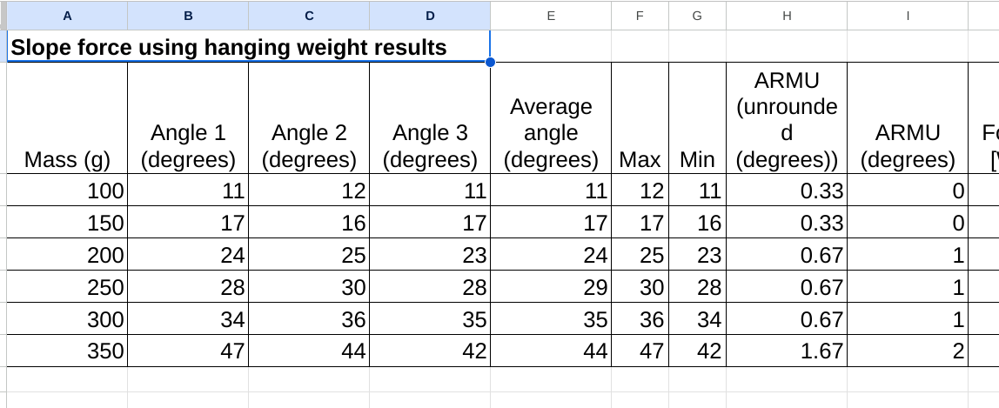 A B C D E F G H I
Slope force using hanging weight results
Mass (g) Angle 1 (degrees) Angle 2 (degrees) Angle 3 (degrees) Average angle (degrees) Max Min ARMU (unrounde d (degrees)) ARMU (degrees)
100 11 12 11 11 12 11 0.33 0
150 17 16 17 17 17 16 0.33 0
200 24 25 23 24 25 23 0.67 1
250 28 30 28 29 30 28 0.67 1
300 34 36 35 35 36 34 0.67 1
350 47 44 42 44 47 42 1.67 2